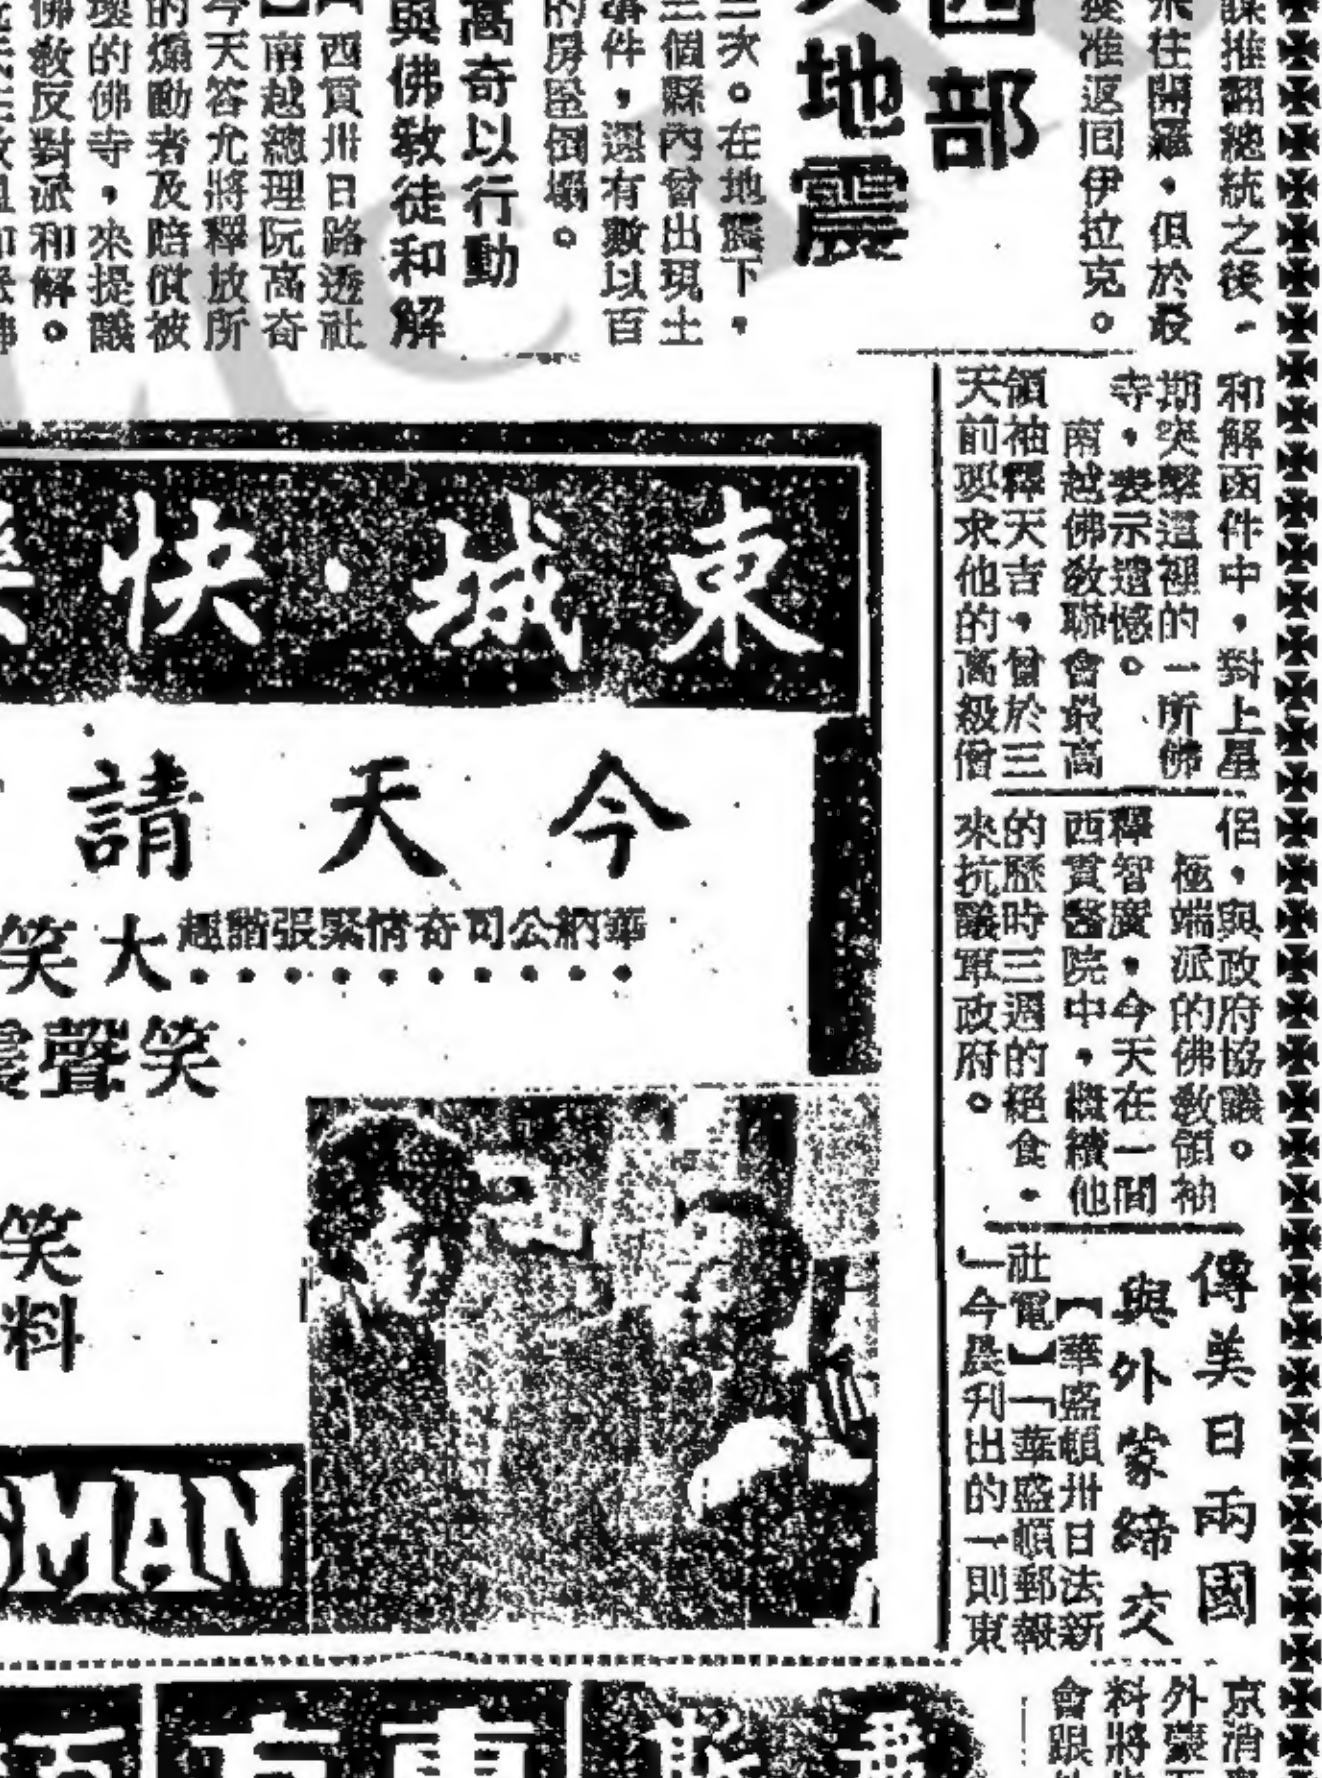 謀推翻總統之後，
往開羅，但於最
准返回伊拉克。
西部
地震
三次。在地震下，
三個縣內曾出現土
事件，還有數以百
的房屋倒塌。
高奇以行動
與佛教徒和解
西貢卅日路透社
】南越總理阮高奇
今天答允將釋放所
的煽動者及賠償被
壞的佛寺，來提議
佛教反對派和解。
和解函件中，對上星
期突擊這裡的一所佛
寺，表示遺憾。
南越佛教聯會最高
領袖釋天吉，曾於三
天前要求他的高級僧
侶，與政府協議。
極端派的佛教領袖
釋智廣，今天在一間
西貢醫院中，繼續他
的歷時三週的絕食，
來抗議軍政府。
傳美日兩國
與外蒙締交
【華盛頓卅日法新
社電】「華盛頓郵報
」今晨刊出的一則東
京消
外蒙
料將
會跟
東城·快
今天請
華納公司奇情緊張諧趣
大笑
笑聲震
笑
料
SMAN